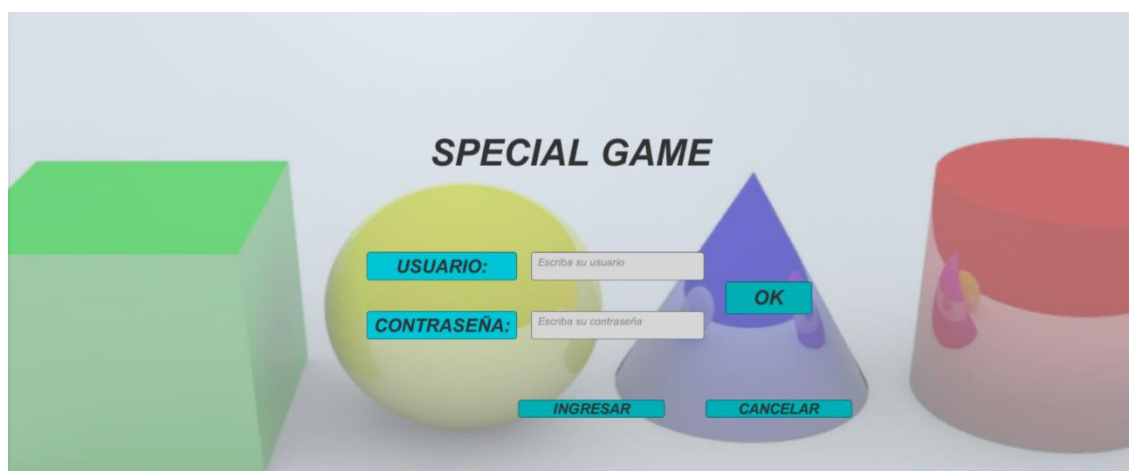 SPECIAL GAME
USUARIO:
Escriba su usuario
OK
CONTRASEÑA:
Escriba su contraseña
INGRESAR
CANCELAR